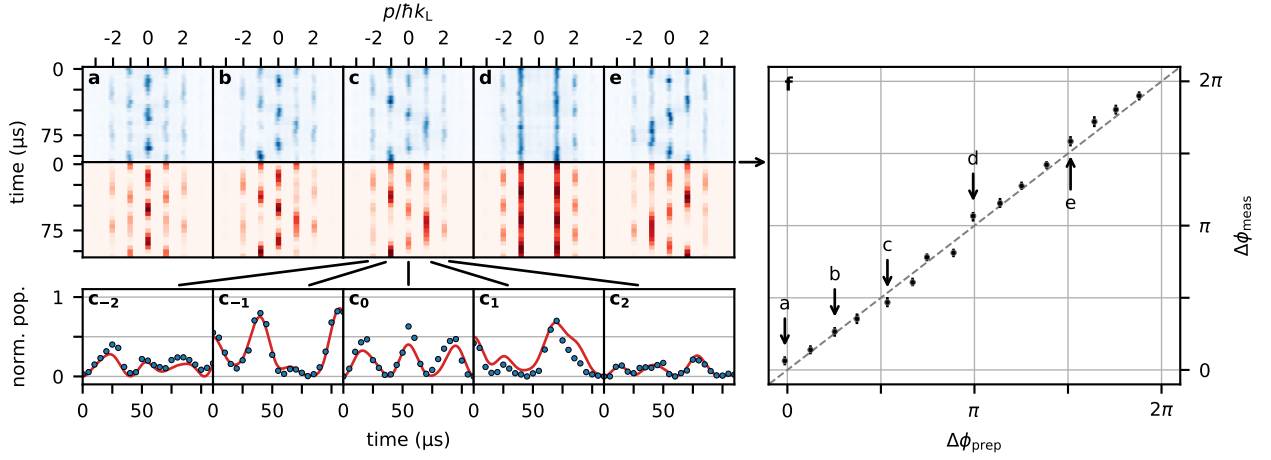 p/ħk_L
-2 0 2 -2 0 2 -2 0 2 -2 0 2 -2 0 2
a b c d e
0
75
0
75
time (µs)
c₋₂ c₋₁ c₀ c₁ c₂
1
0
norm. pop.
0 50 0 50 0 50 0 50 0 50
time (µs)
f
a
b
c
d
e
2π
π
0
Δϕ_meas
0 π 2π
Δϕ_prep